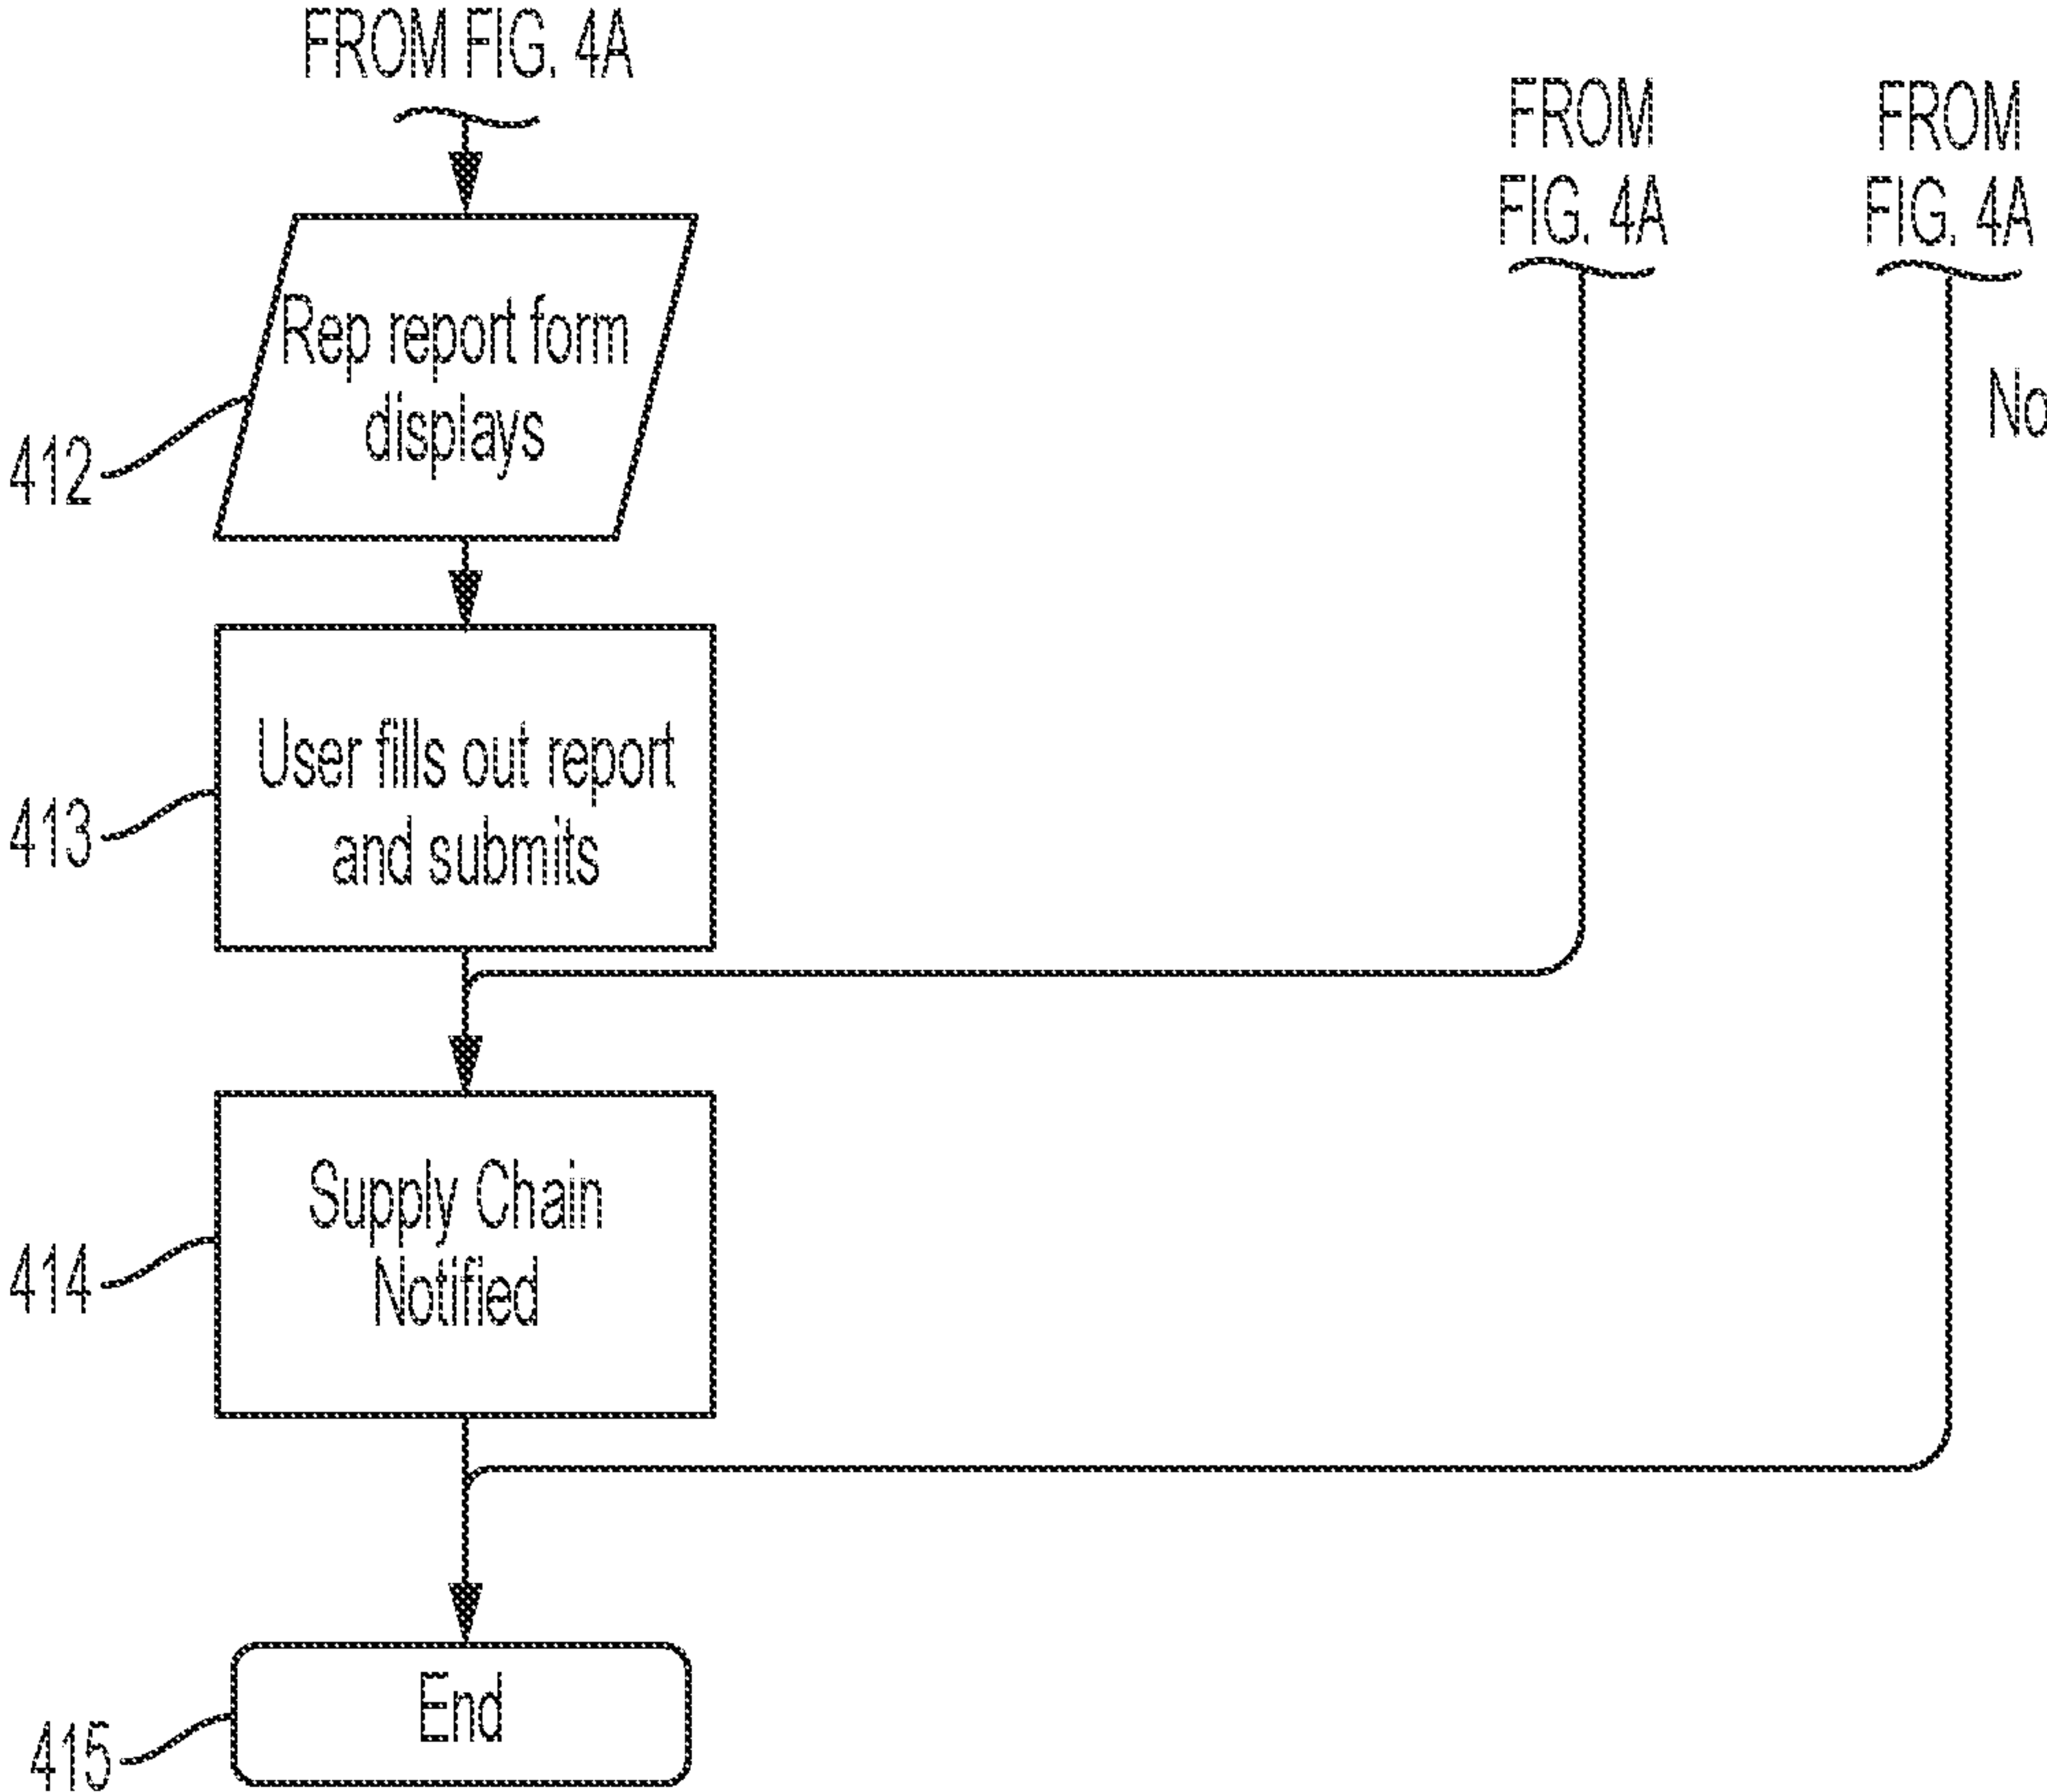 FROM FIG. 4A
FROM
FIG. 4A
FROM
FIG. 4A
No
Rep report form
displays
412
User fills out report
and submits
413
Supply Chain
Notified
414
End
415